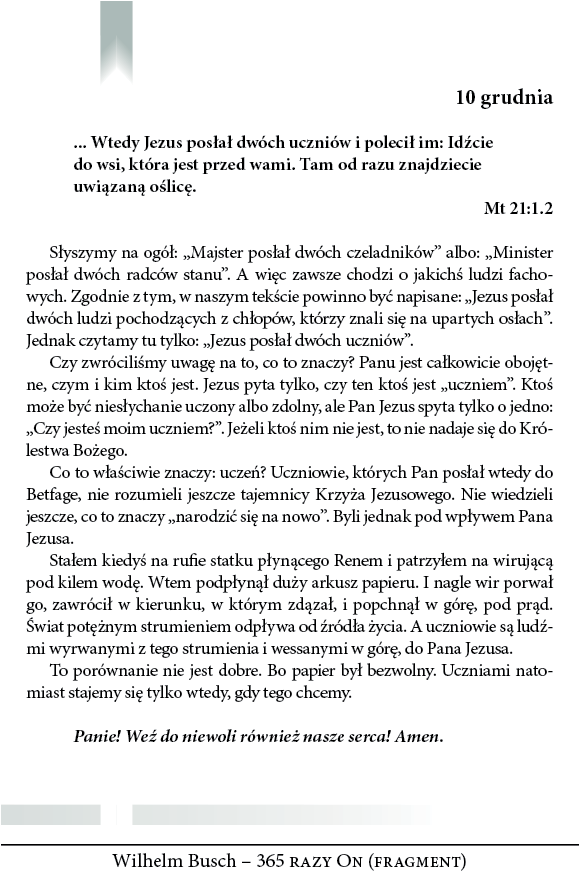 10 grudnia
... Wtedy Jezus posłał dwóch uczniów i polecił im: Idźcie
do wsi, która jest przed wami. Tam od razu znajdziecie
uwiązaną oślicę.
Mt 21:1.2
Słyszymy na ogół: „Majster posłał dwóch czeladników” albo: „Minister
posłał dwóch radców stanu”. A więc zawsze chodzi o jakichś ludzi facho-
wych. Zgodnie z tym, w naszym tekście powinno być napisane: „Jezus posłał
dwóch ludzi pochodzących z chłopów, którzy znali się na upartych osłach”.
Jednak czytamy tu tylko: „Jezus posłał dwóch uczniów”.
Czy zwróciliśmy uwagę na to, co to znaczy? Panu jest całkowicie obojęt-
ne, czym i kim ktoś jest. Jezus pyta tylko, czy ten ktoś jest „uczniem”. Ktoś
może być niesłychanie uczony albo zdolny, ale Pan Jezus spyta tylko o jedno:
„Czy jesteś moim uczniem?”. Jeżeli ktoś nim nie jest, to nie nadaje się do Kró-
lestwa Bożego.
Co to właściwie znaczy: uczeń? Uczniowie, których Pan posłał wtedy do
Betfage, nie rozumieli jeszcze tajemnicy Krzyża Jezusowego. Nie wiedzieli
jeszcze, co to znaczy „narodzić się na nowo”. Byli jednak pod wpływem Pana
Jezusa.
Stałem kiedyś na rufie statku płynącego Renem i patrzyłem na wirującą
pod kilem wodę. Wtem podpłynął duży arkusz papieru. I nagle wir porwał
go, zawrócił w kierunku, w którym zdązał, i popchnął w górę, pod prąd.
Świat potężnym strumieniem odpływa od źródła życia. A uczniowie są ludź-
mi wyrwanymi z tego strumienia i wessanymi w górę, do Pana Jezusa.
To porównanie nie jest dobre. Bo papier był bezwolny. Uczniami nato-
miast stajemy się tylko wtedy, gdy tego chcemy.
Panie! Weź do niewoli również nasze serca! Amen.
Wilhelm Busch – 365 RAZY ON (FRAGMENT)